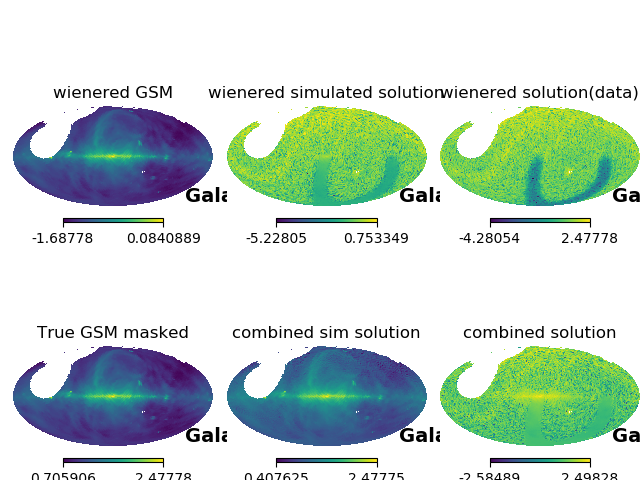 wienered GSM
wienered simulated solution
wienered solution(data)
Gala
Gala
Ga
-1.68778 0.0840889
-5.22805 0.753349
-4.28054 2.47778
True GSM masked
combined sim solution
combined solution
Gala
Gala
Ga
0.705906 2.47778
0.407625 2.47775
-2.58489 2.49828